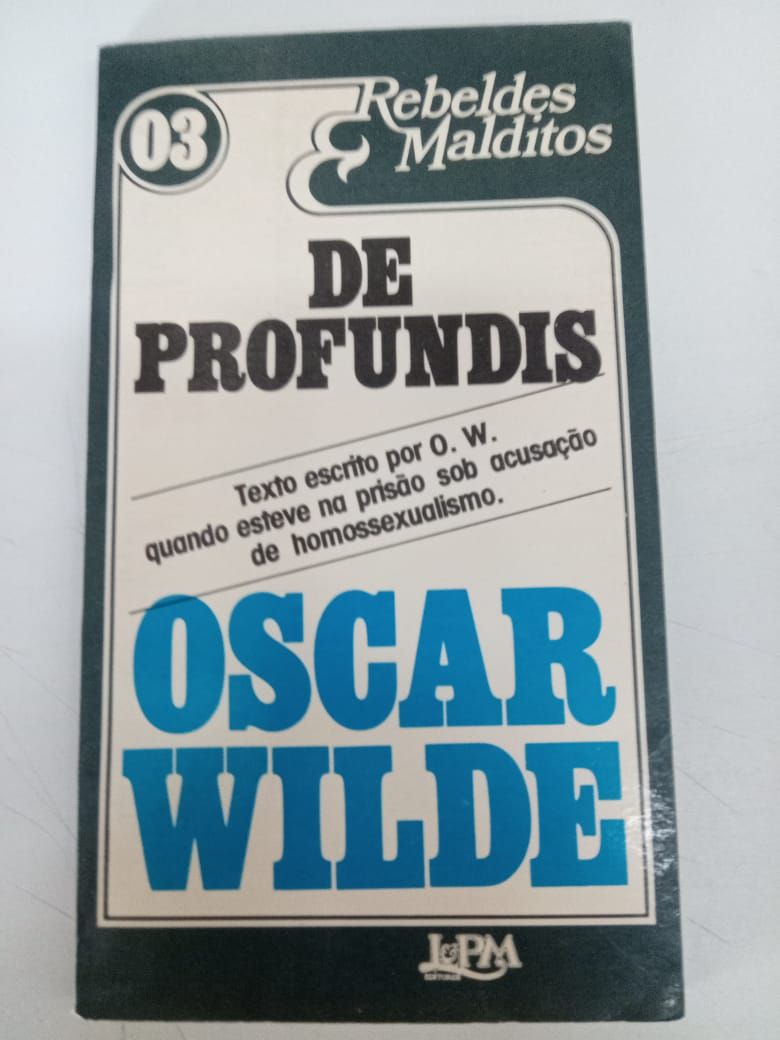 03
Rebeldes
& Malditos
DE
PROFUNDIS
Texto escrito por O. W.
quando esteve na prisão sob acusação
de homossexualismo.
OSCAR
WILDE
L&PM
EDITORES